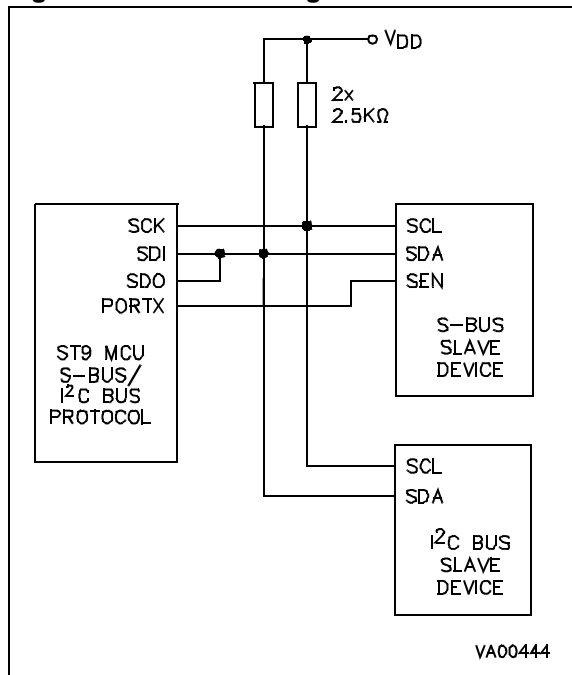 VDD
2x
2.5KΩ
SCK
SDI
SDO
PORTX
ST9 MCU
S-BUS/
I²C BUS
PROTOCOL
SCL
SDA
SEN
S-BUS
SLAVE
DEVICE
SCL
SDA
I²C BUS
SLAVE
DEVICE
VA00444